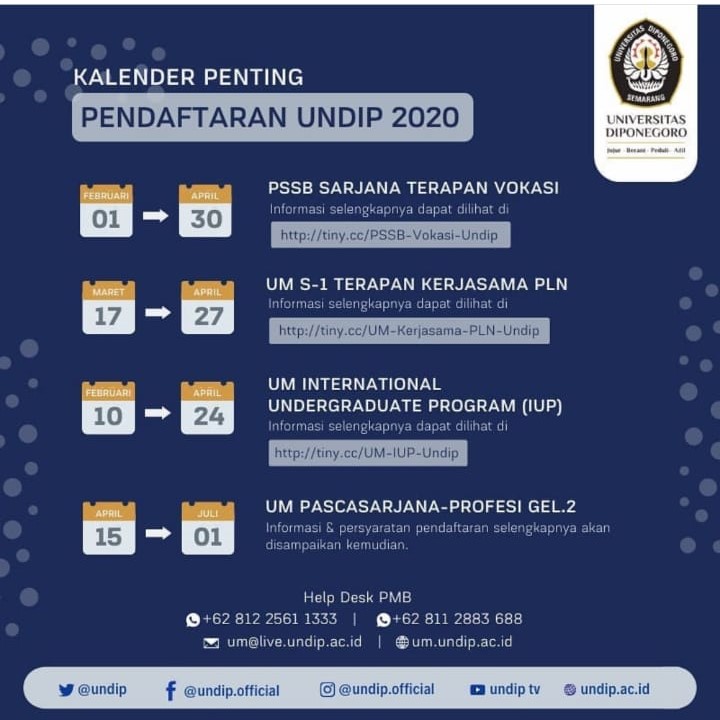 KALENDER PENTING
PENDAFTARAN UNDIP 2020
UNIVERSITAS DIPONEGORO
SEMARANG
UNIVERSITAS
DIPONEGORO
Jujur - Berani - Peduli - Adil
FEBRUARI
01
APRIL
30
PSSB SARJANA TERAPAN VOKASI
Informasi selengkapnya dapat dilihat di
http://tiny.cc/PSSB-Vokasi-Undip
MARET
17
APRIL
27
UM S-1 TERAPAN KERJASAMA PLN
Informasi selengkapnya dapat dilihat di
http://tiny.cc/UM-Kerjasama-PLN-Undip
FEBRUARI
10
APRIL
24
UM INTERNATIONAL
UNDERGRADUATE PROGRAM (IUP)
Informasi selengkapnya dapat dilihat di
http://tiny.cc/UM-IUP-Undip
APRIL
15
JULI
01
UM PASCASARJANA-PROFESI GEL.2
Informasi & persyaratan pendaftaran selengkapnya akan
disampaikan kemudian.
Help Desk PMB
+62 812 2561 1333 | +62 811 2883 688
um@live.undip.ac.id | um.undip.ac.id
@undip @undip.official @undip.official undip tv undip.ac.id